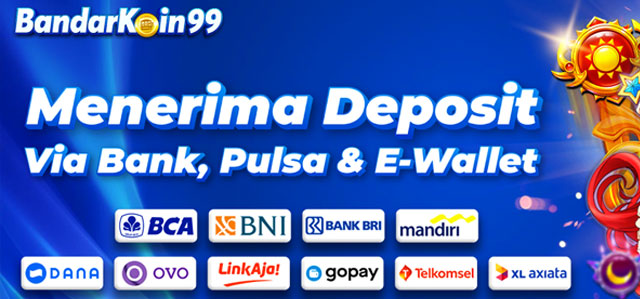 BandarKoin99
Menerima Deposit
Via Bank, Pulsa & E-Wallet
BCA BNI BANK BRI mandiri
DANA OVO LinkAja! gopay Telkomsel XL AXIATA